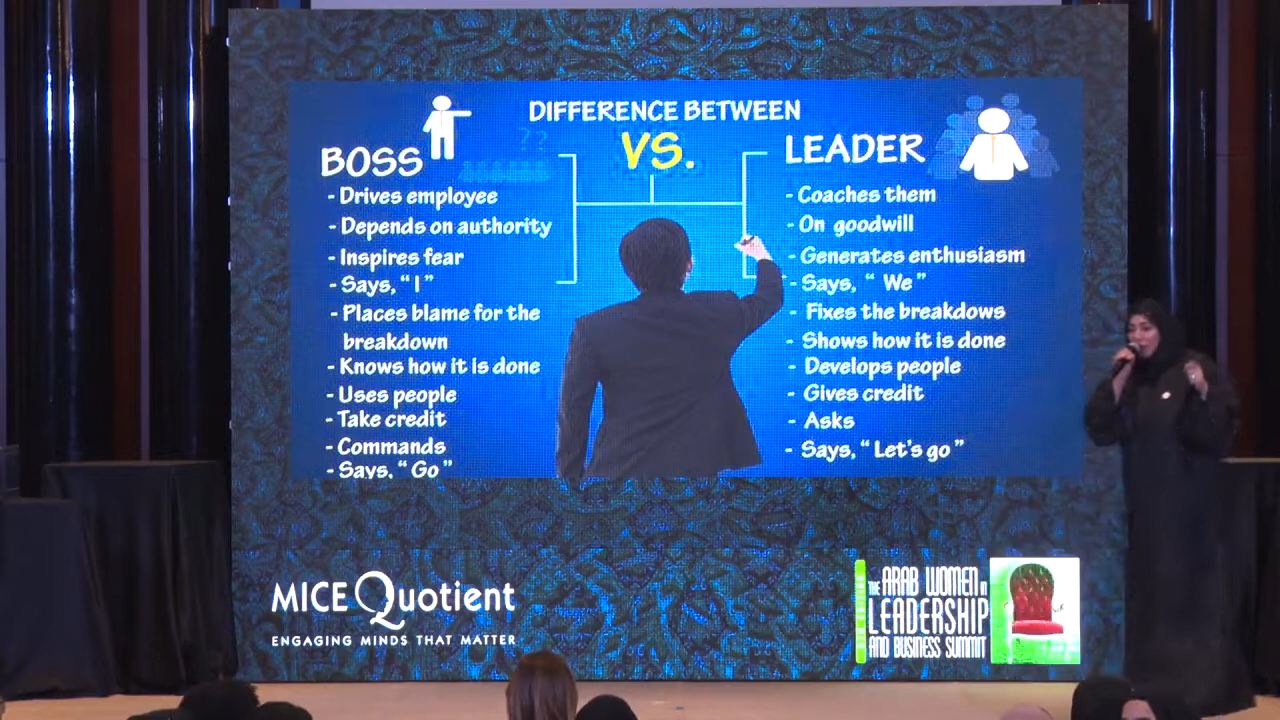 DIFFERENCE BETWEEN
VS.
BOSS
- Drives employee
- Depends on authority
- Inspires fear
- Says, " I "
- Places blame for the
breakdown
- Knows how it is done
- Uses people
- Take credit
- Commands
- Says, " Go "
LEADER
- Coaches them
- On goodwill
- Generates enthusiasm
- Says, " We "
- Fixes the breakdowns
- Shows how it is done
- Develops people
- Gives credit
- Asks
- Says, " Let's go "
??
MICE Quotient
ENGAGING MINDS THAT MATTER
THE ARAB WOMEN IN
LEADERSHIP
AND BUSINESS SUMMIT